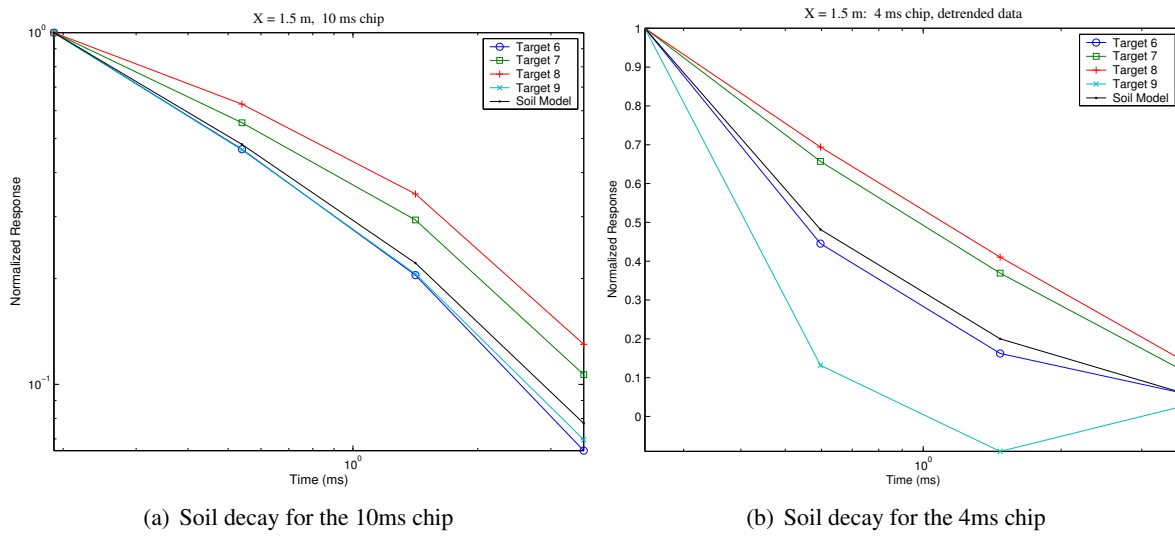 X = 1.5 m, 10 ms chip
10^0
10^-1
Normalized Response
Target 6
Target 7
Target 8
Target 9
Soil Model
10^0
Time (ms)
(a) Soil decay for the 10ms chip
X = 1.5 m: 4 ms chip, detrended data
1
0.9
0.8
0.7
0.6
0.5
0.4
0.3
0.2
0.1
0
Normalized Response
Target 6
Target 7
Target 8
Target 9
Soil Model
10^0
Time (ms)
(b) Soil decay for the 4ms chip